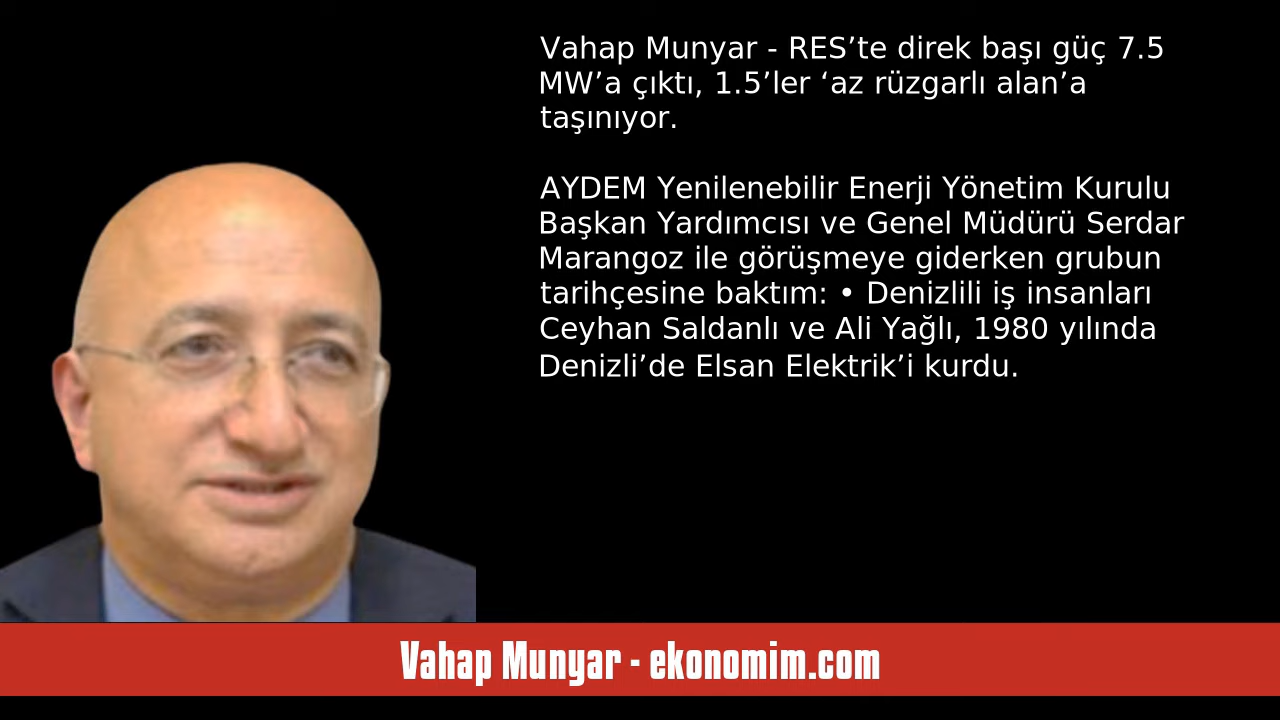 Vahap Munyar - RES’te direk başı güç 7.5
MW’a çıktı, 1.5’ler ‘az rüzgarlı alan’a
taşınıyor.
AYDEM Yenilenebilir Enerji Yönetim Kurulu
Başkan Yardımcısı ve Genel Müdürü Serdar
Marangoz ile görüşmeye giderken grubun
tarihçesine baktım: • Denizlili iş insanları
Ceyhan Saldanlı ve Ali Yağlı, 1980 yılında
Denizli’de Elsan Elektrik’i kurdu.
Vahap Munyar - ekonomim.com